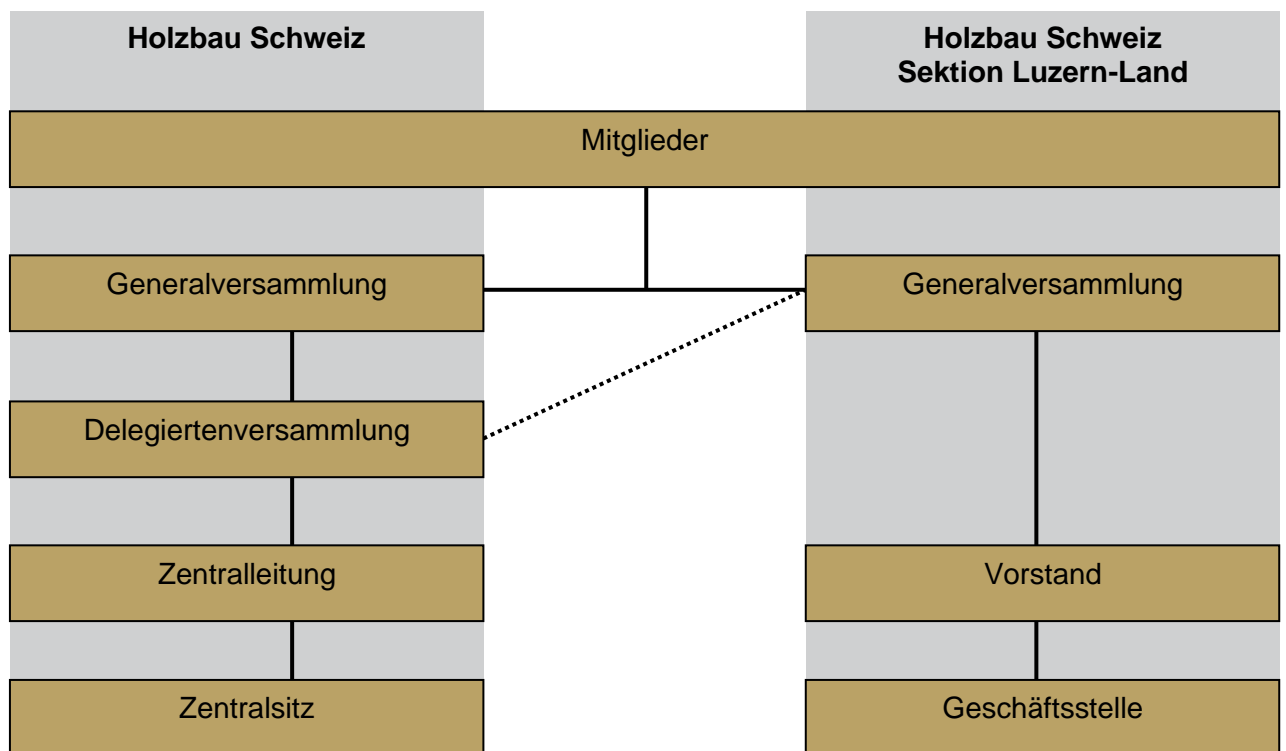 Holzbau Schweiz
Holzbau Schweiz
Sektion Luzern-Land
Mitglieder
Generalversammlung
Generalversammlung
Delegiertenversammlung
Zentralleitung
Vorstand
Zentralsitz
Geschäftsstelle